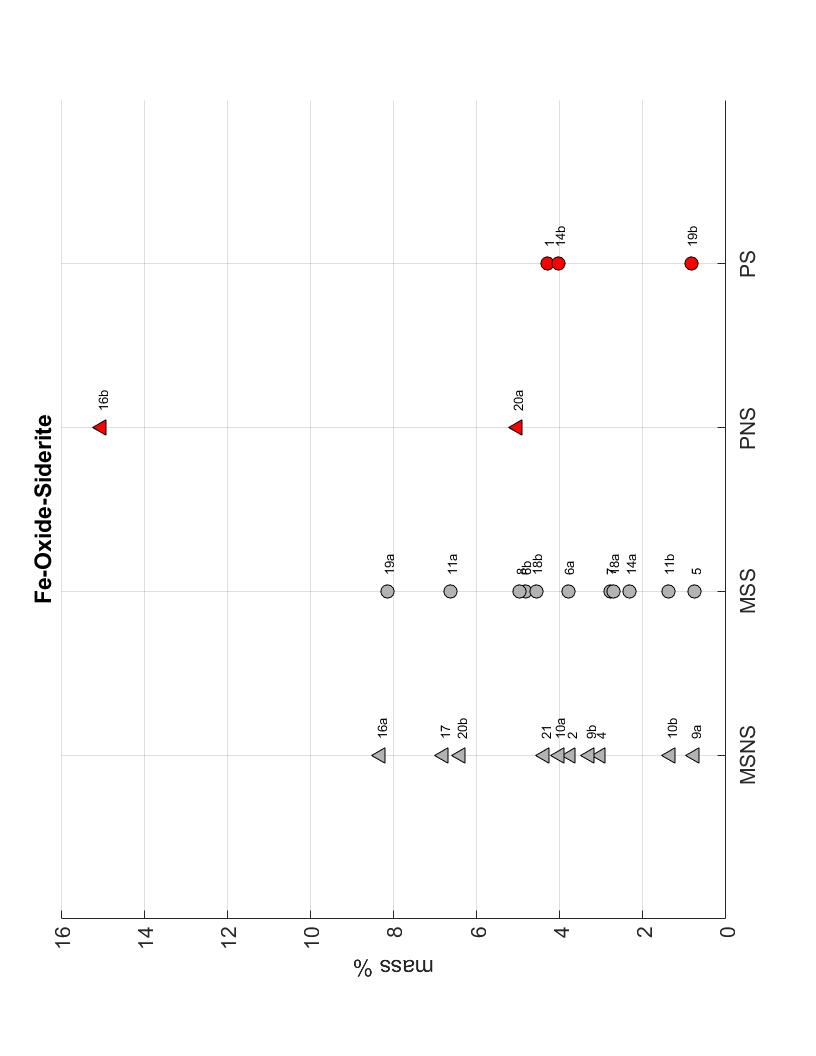 Fe-Oxide-Siderite
mass %
16
14
12
10
8
6
4
2
0
16a
17
20b
21
10a
2
9b
4
10b
9a
19a
11a
8
6b
18b
6a
7
18a
14a
11b
5
16b
20a
1
14b
19b
MSNS
MSS
PNS
PS